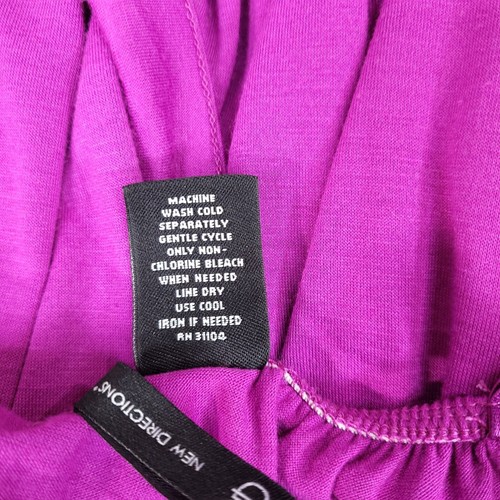 MACHINE
WASH COLD
SEPARATELY
GENTLE CYCLE
ONLY NON-
CHLORINE BLEACH
WHEN NEEDED
LINE DRY
USE COOL
IRON IF NEEDED
RN 31104
NEW DIRECTIONS